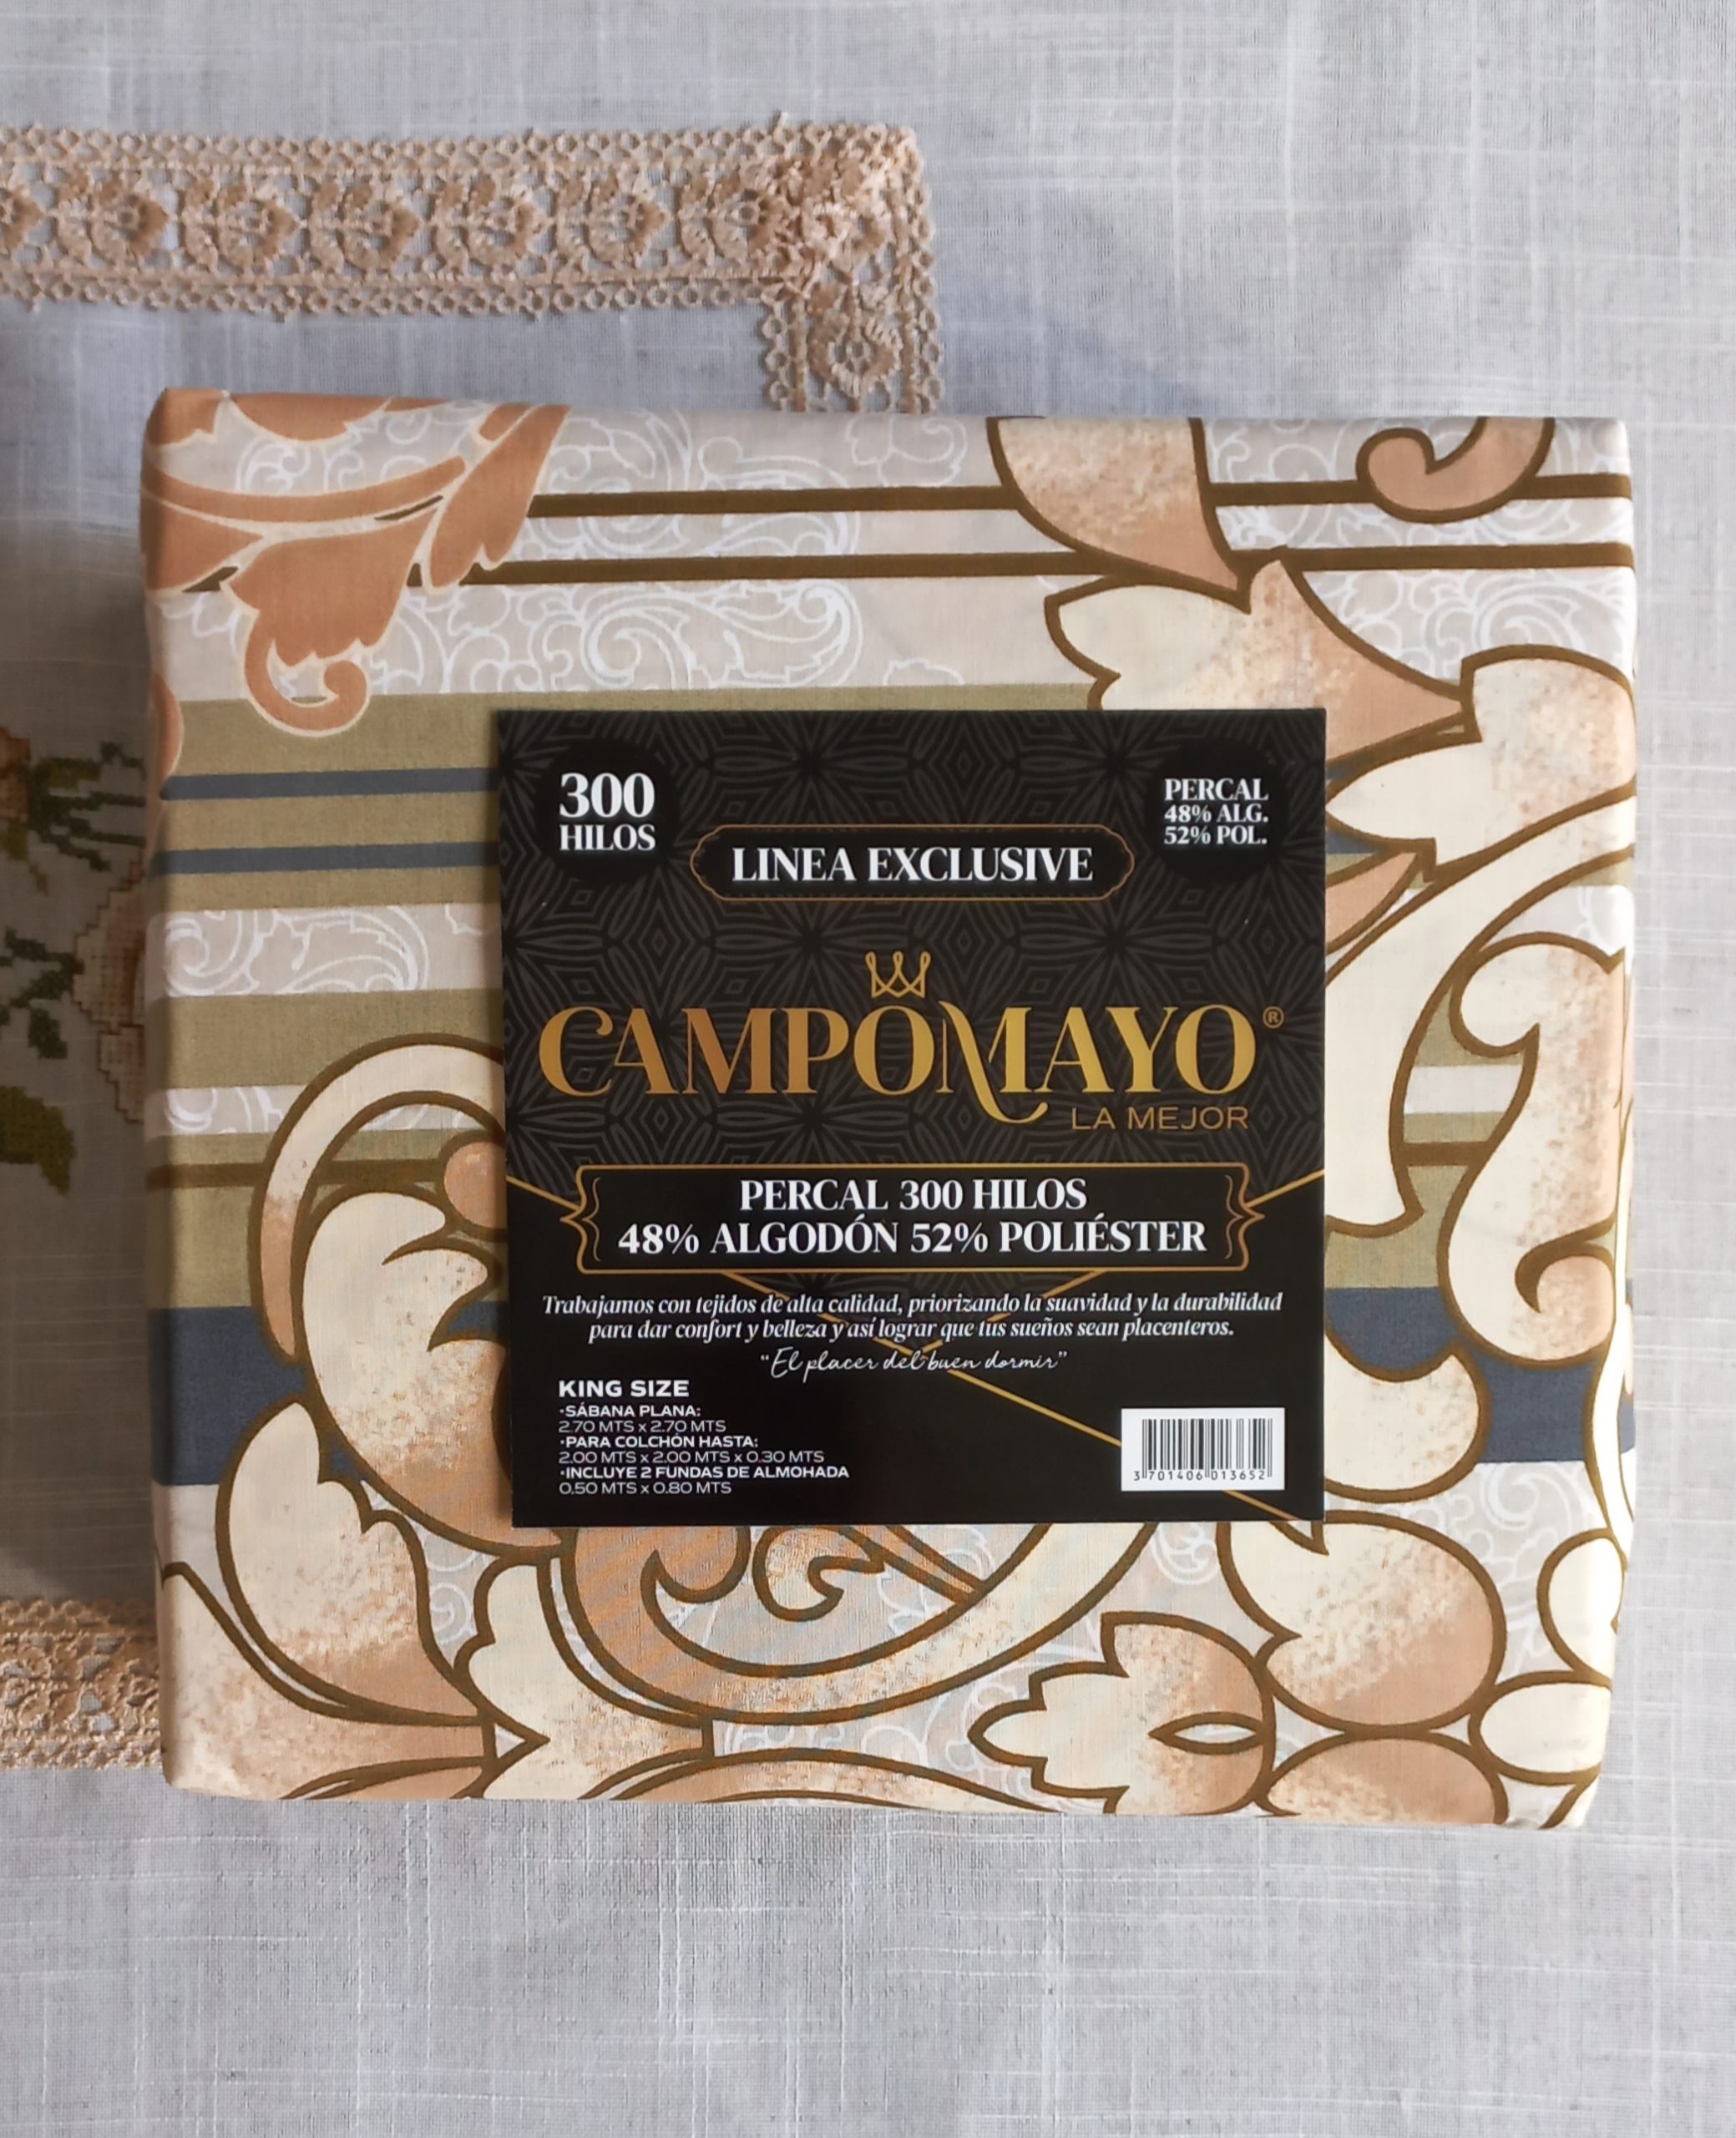 300
HILOS
PERCAL
48% ALG.
52% POL.
LINEA EXCLUSIVE
CAMPOMAYO®
LA MEJOR
PERCAL 300 HILOS
48% ALGODÓN 52% POLIÉSTER
Trabajamos con tejidos de alta calidad, priorizando la suavidad y la durabilidad
para dar confort y belleza y así lograr que tus sueños sean placenteros.
"El placer del buen dormir"
KING SIZE
•SÁBANA PLANA:
2.70 MTS x 2.70 MTS
•PARA COLCHÓN HASTA:
2.00 MTS x 2.00 MTS x 0.30 MTS
•INCLUYE 2 FUNDAS DE ALMOHADA
0.50 MTS x 0.80 MTS
3 701406 013652